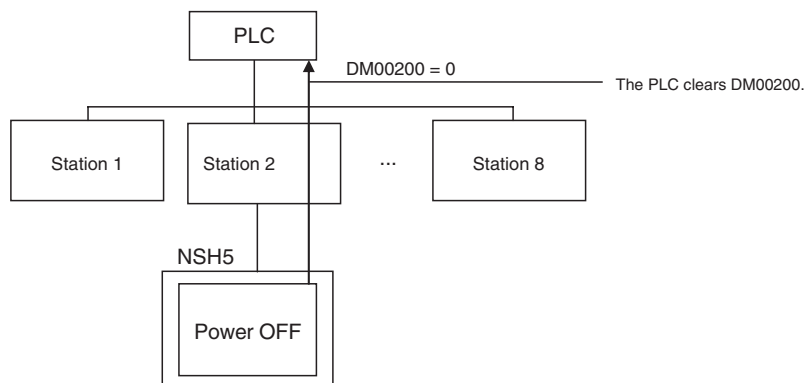 PLC
DM00200 = 0
The PLC clears DM00200.
Station 1
Station 2
...
Station 8
NSH5
Power OFF